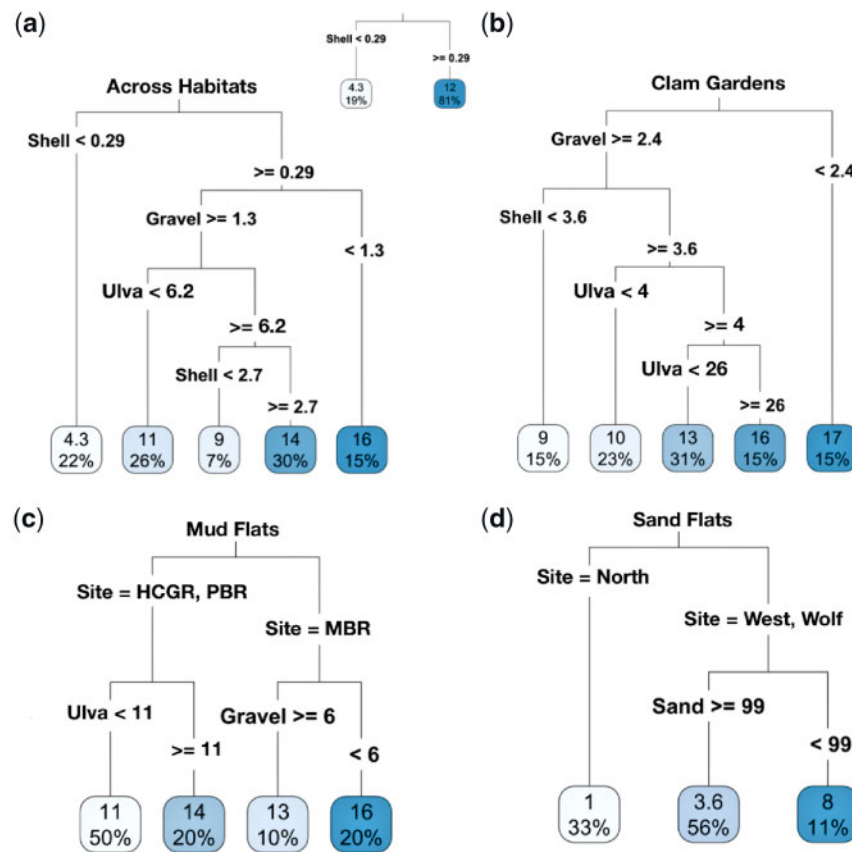 (a)
Shell < 0.29
>= 0.29
4.3
19%
12
81%
Across Habitats
Shell < 0.29
>= 0.29
Gravel >= 1.3
< 1.3
Ulva < 6.2
>= 6.2
Shell < 2.7
>= 2.7
4.3
22%
11
26%
9
7%
14
30%
16
15%
(b)
Clam Gardens
Gravel >= 2.4
< 2.4
Shell < 3.6
>= 3.6
Ulva < 4
>= 4
Ulva < 26
>= 26
9
15%
10
23%
13
31%
16
15%
17
15%
(c)
Mud Flats
Site = HCGR, PBR
Site = MBR
Ulva < 11
>= 11
Gravel >= 6
< 6
11
50%
14
20%
13
10%
16
20%
(d)
Sand Flats
Site = North
Site = West, Wolf
Sand >= 99
< 99
1
33%
3.6
56%
8
11%